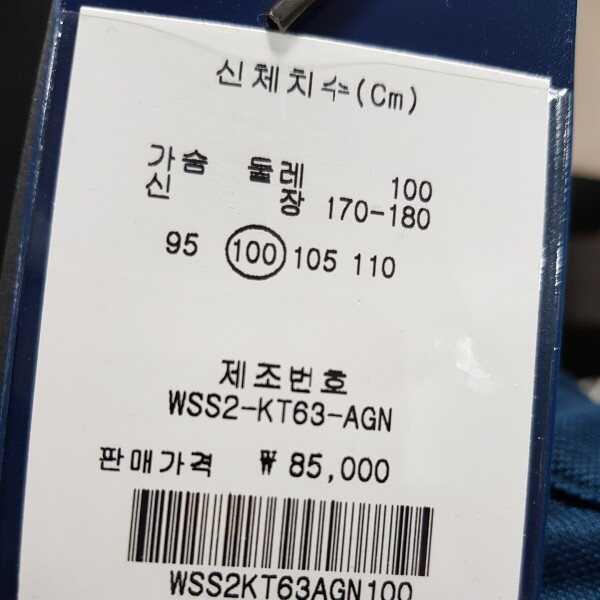 신체치수(Cm)
가슴 둘레 100
신 장 170-180
95 100 105 110
제조번호
WSS2-KT63-AGN
판매가격 ₩ 85,000
WSS2KT63AGN100